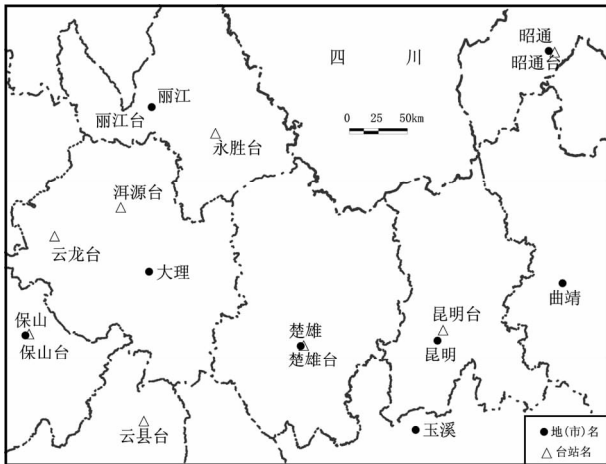 昭通
昭通台
四 川
0 25 50km
丽江
丽江台
永胜台
洱源台
云龙台
大理
曲靖
保山
保山台
楚雄
楚雄台
昆明台
昆明
云县台
玉溪
地(市)名
台站名